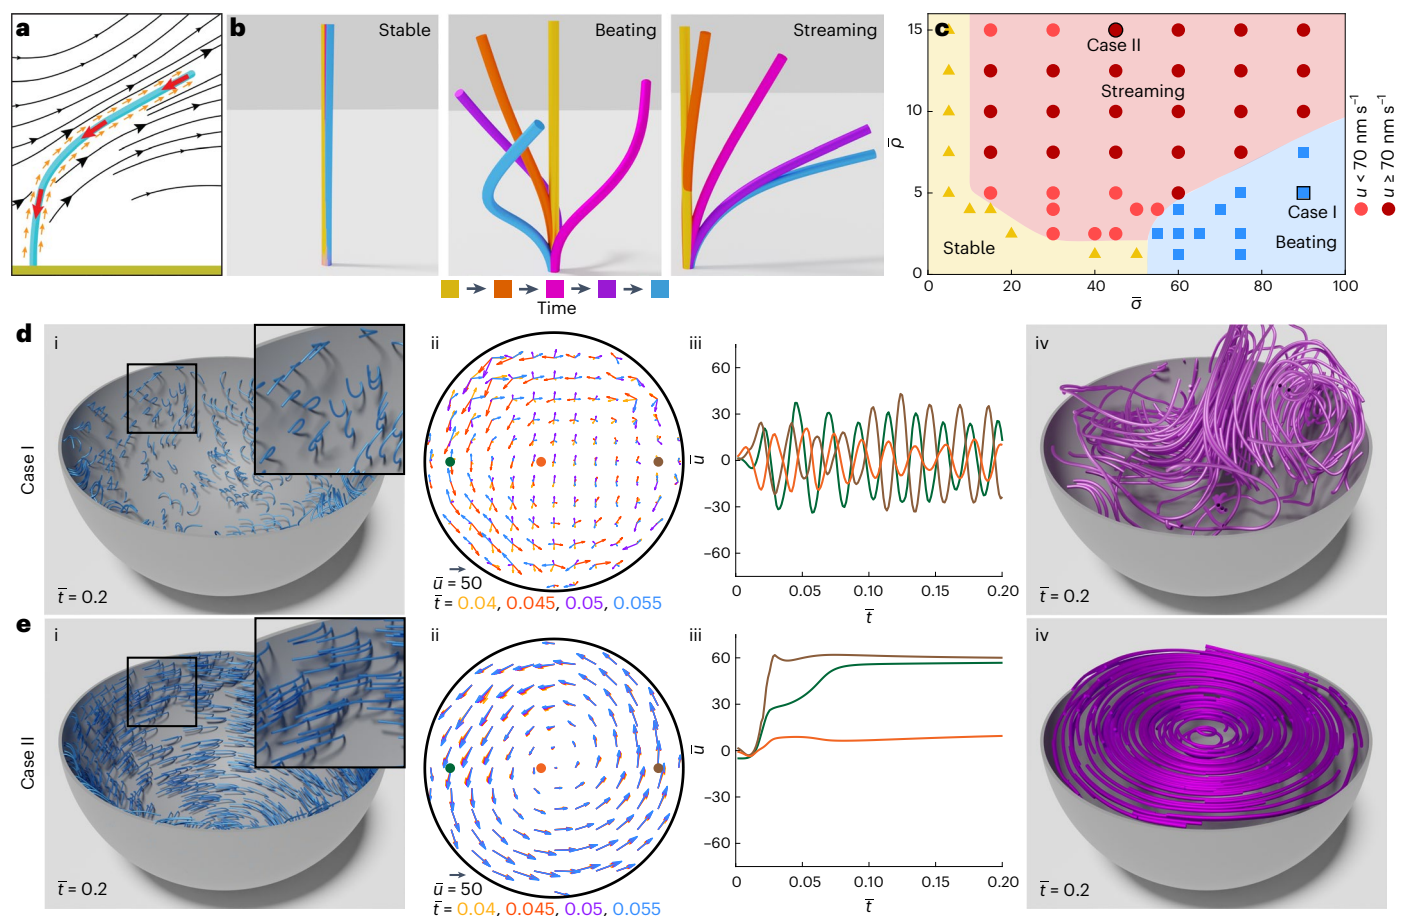 a
b
Stable
Beating
Streaming
Time
c
15
10
5
0
ρ̅
0
20
40
60
80
100
σ̅
Case II
Streaming
Stable
Case I
Beating
u < 70 nm s⁻¹
u ≥ 70 nm s⁻¹
d
Case I
i
t̅ = 0.2
ii
u̅ = 50
t̅ = 0.04, 0.045, 0.05, 0.055
iii
60
30
0
–30
–60
u̅
0
0.05
0.10
0.15
0.20
t̅
iv
t̅ = 0.2
e
Case II
i
t̅ = 0.2
ii
u̅ = 50
t̅ = 0.04, 0.045, 0.05, 0.055
iii
60
30
0
–30
–60
u̅
0
0.05
0.10
0.15
0.20
t̅
iv
t̅ = 0.2